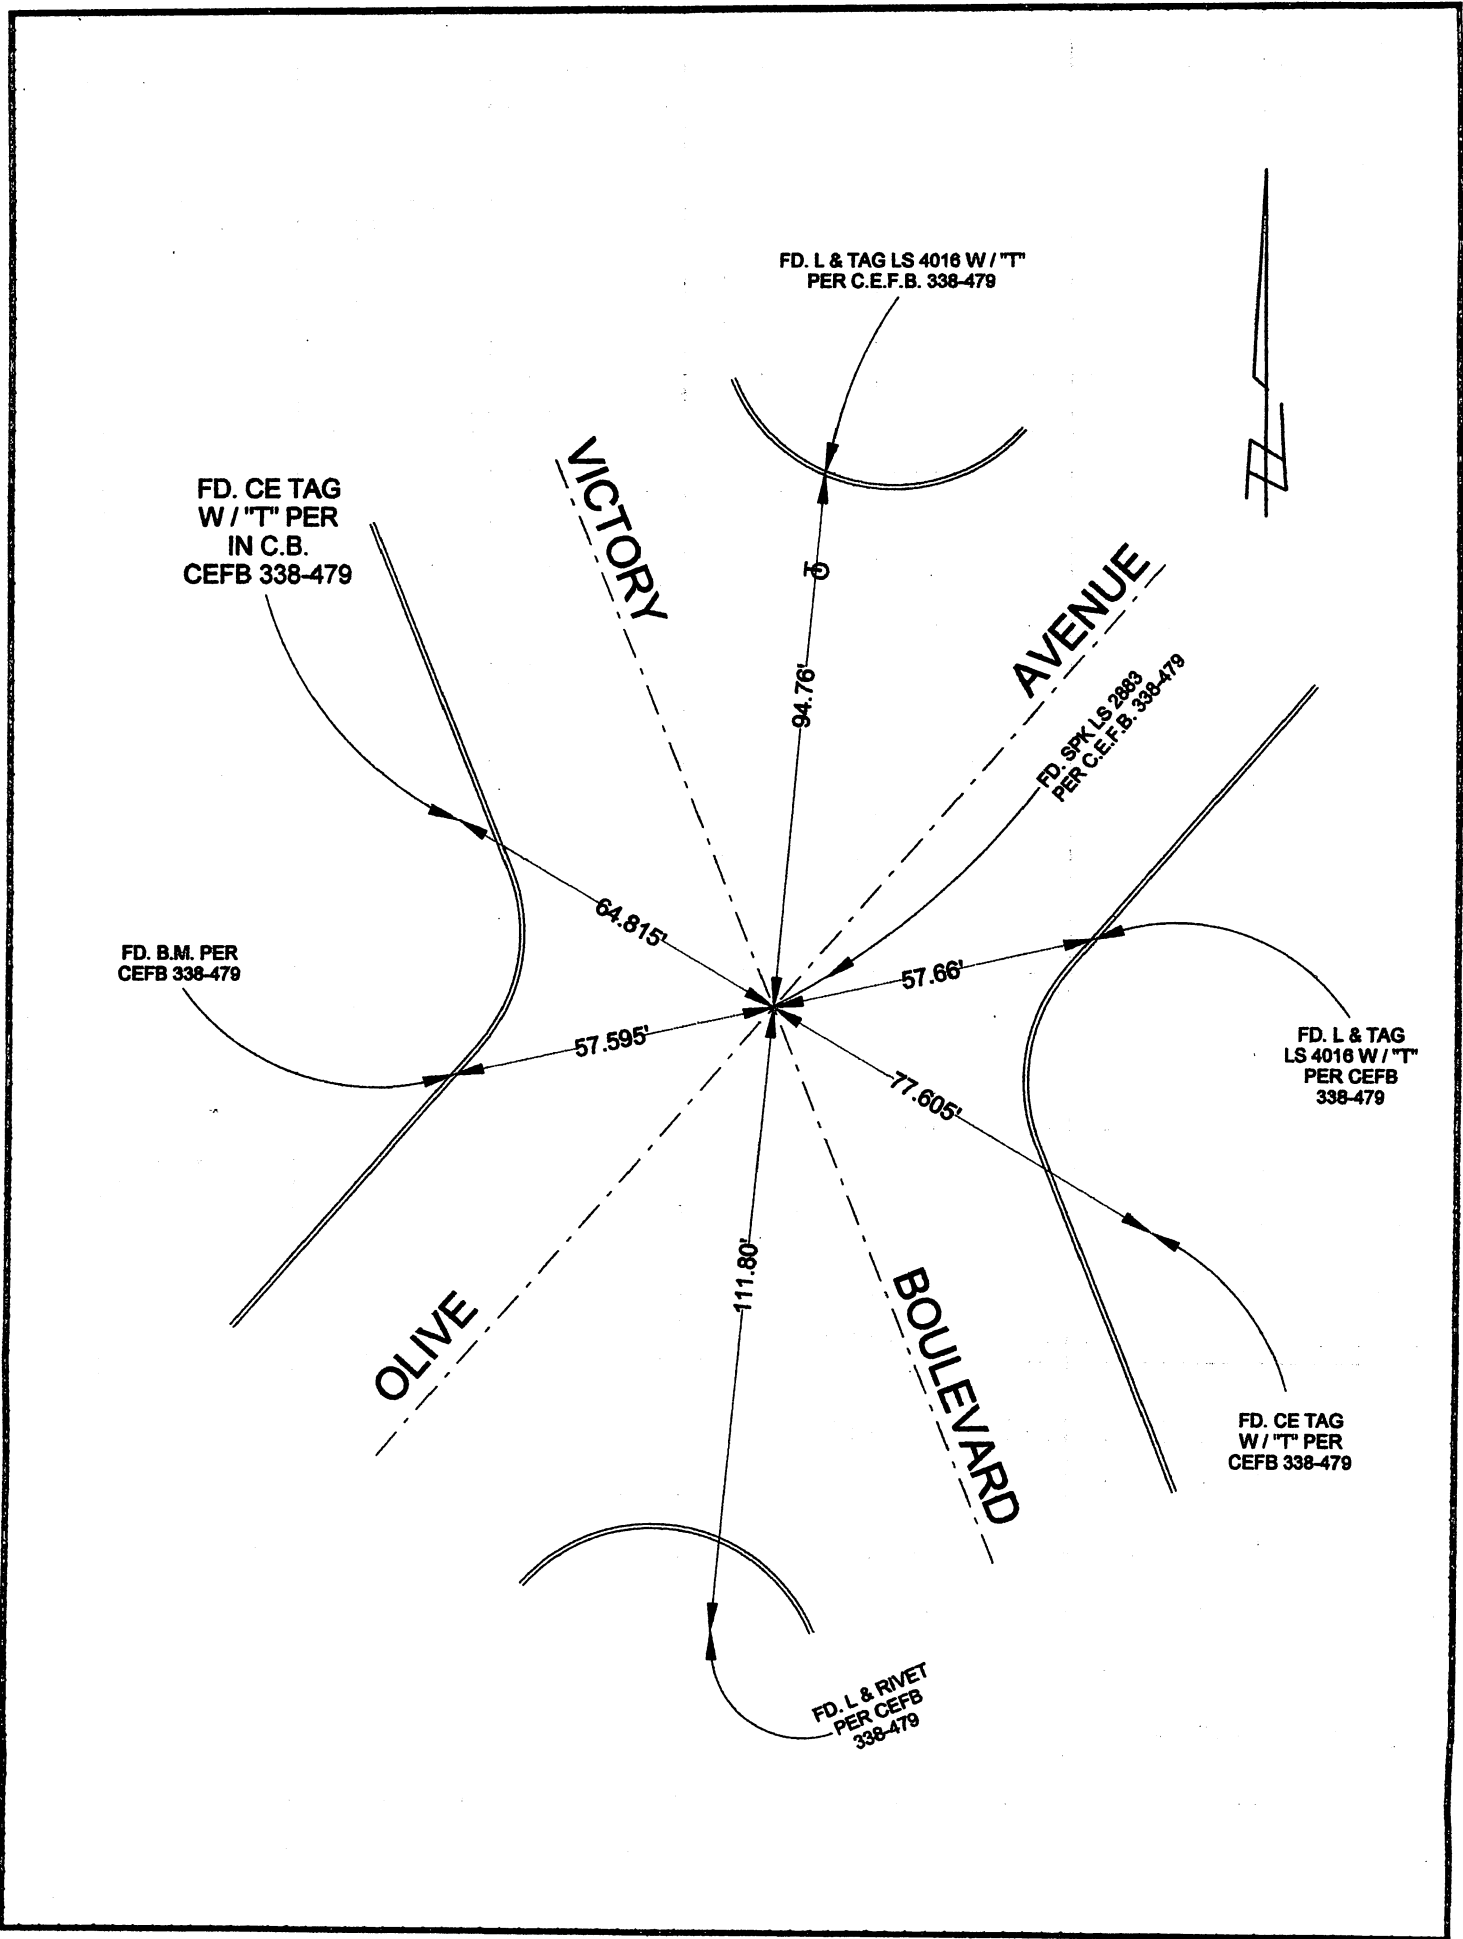 FD. L & TAG LS 4016 W / "T"
PER C.E.F.B. 338-479
VICTORY
FD. CE TAG
W / "T" PER
IN C.B.
CEFB 338-479
AVENUE
94.76'
FD. SPK LS 2883
PER C.E.F.B. 338-479
64.815'
FD. B.M. PER
CEFB 338-479
57.66'
57.595'
FD. L & TAG
LS 4016 W / "T"
PER CEFB
338-479
77.605'
111.80'
OLIVE
BOULEVARD
FD. CE TAG
W / "T" PER
CEFB 338-479
FD. L & RIVET
PER CEFB
338-479